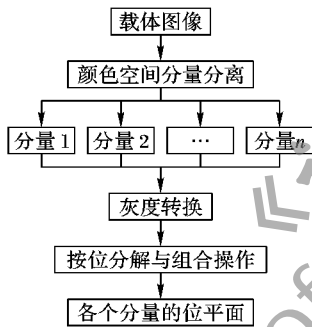 载体图像
颜色空间分量分离
分量1 分量2 … 分量n
灰度转换
按位分解与组合操作
各个分量的位平面
《
of